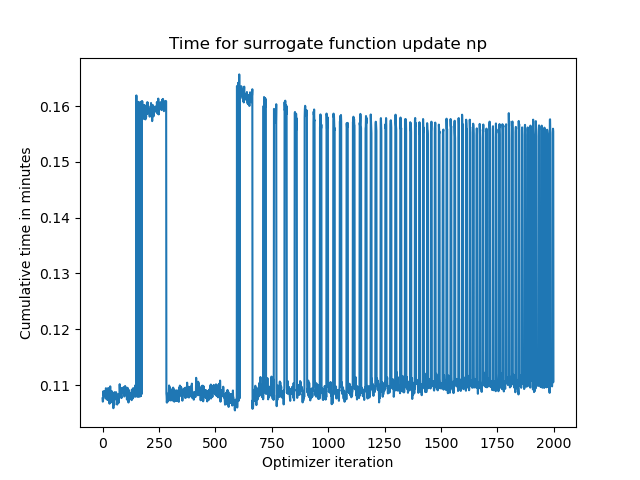 Time for surrogate function update np
Cumulative time in minutes
0.16
0.15
0.14
0.13
0.12
0.11
0 250 500 750 1000 1250 1500 1750 2000
Optimizer iteration